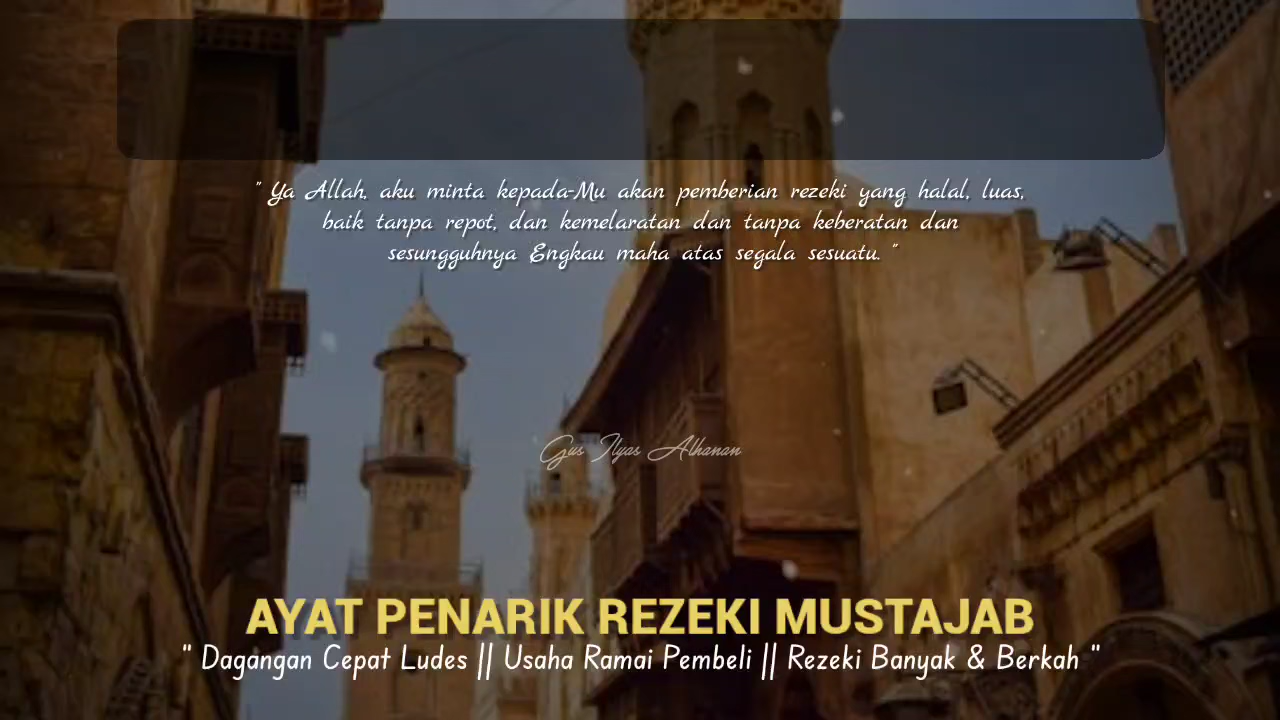 " Ya Allah, aku minta kepada-Mu akan pemberian rezeki yang halal, luas,
baik tanpa repot, dan kemelaratan dan tanpa keberatan dan
sesungguhnya Engkau maha atas segala sesuatu. "
Gus Ilyas Alhanan
AYAT PENARIK REZEKI MUSTAJAB
" Dagangan Cepat Ludes || Usaha Ramai Pembeli || Rezeki Banyak & Berkah "